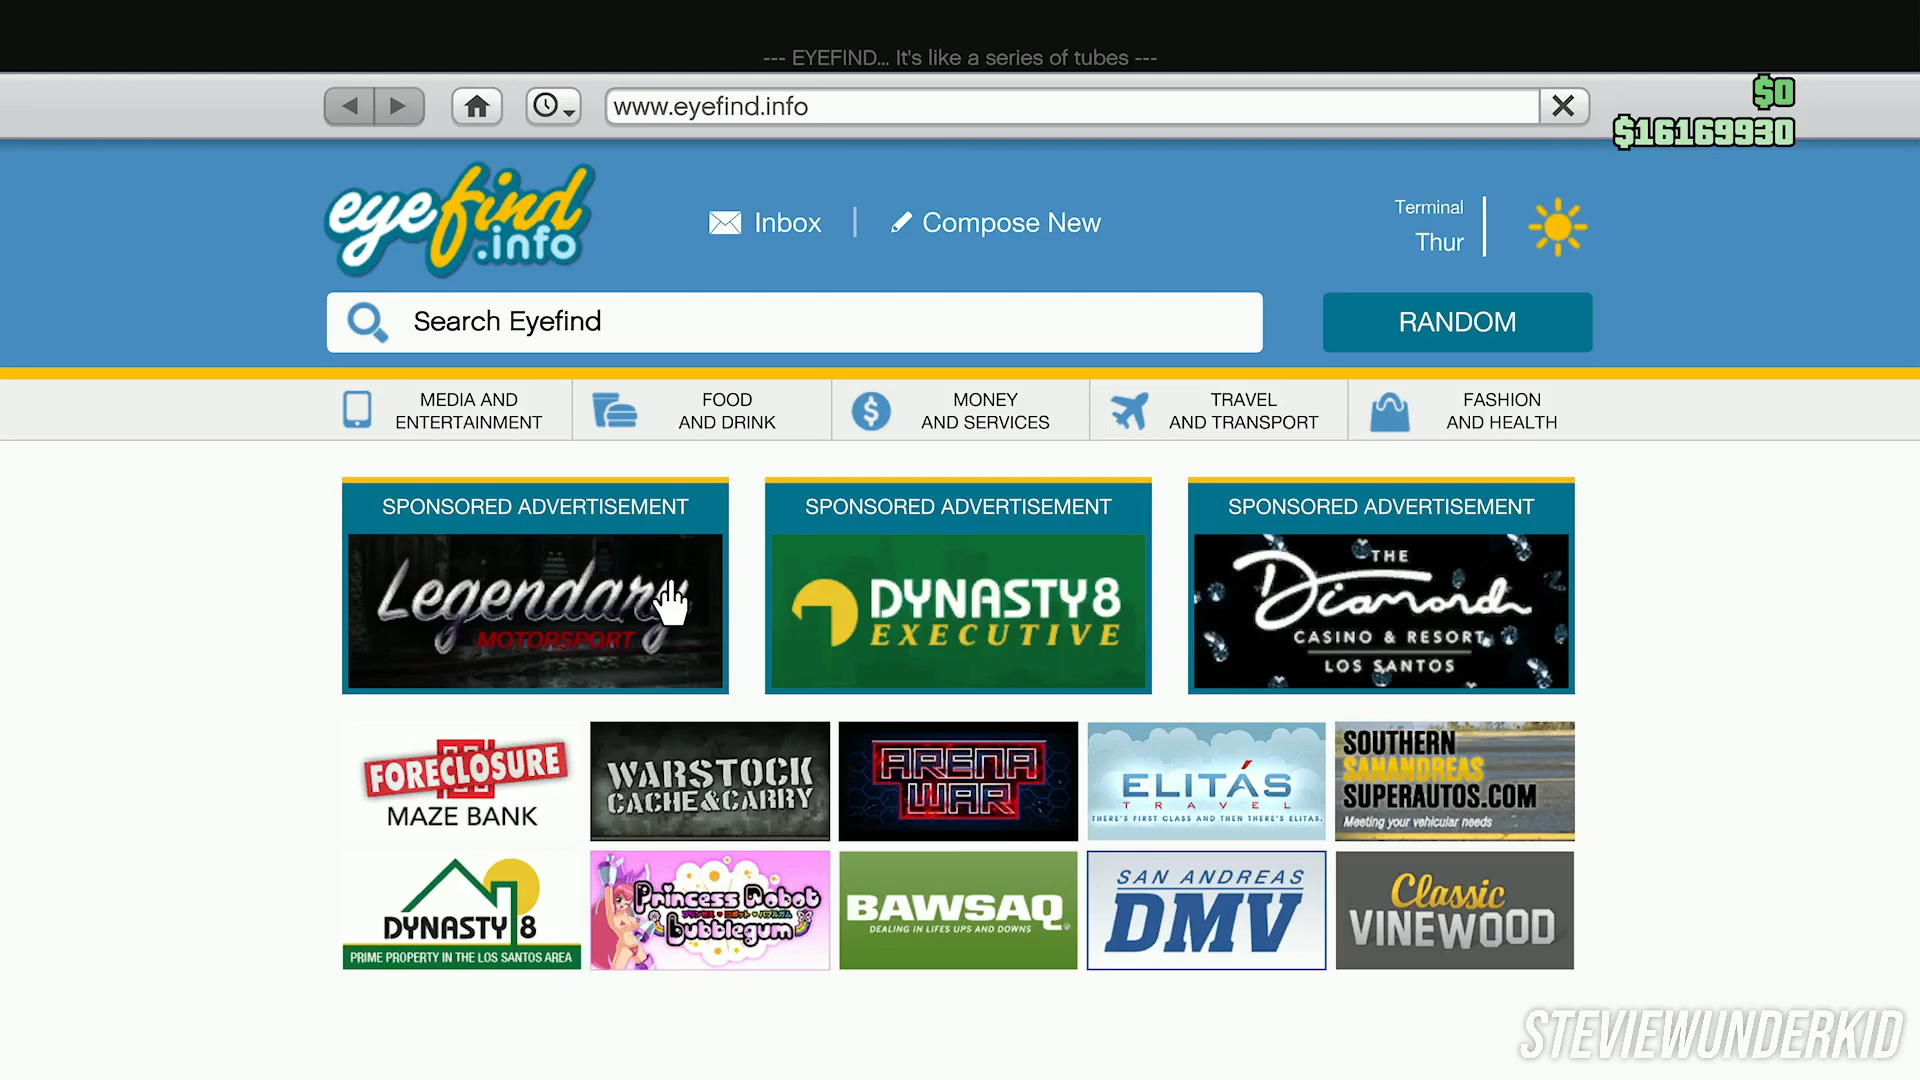 --- EYEFIND... It's like a series of tubes ---
www.eyefind.info
$0
$16169930
eyefind
.info
Inbox
Compose New
Terminal
Thur
Search Eyefind
RANDOM
MEDIA AND
ENTERTAINMENT
FOOD
AND DRINK
MONEY
AND SERVICES
TRAVEL
AND TRANSPORT
FASHION
AND HEALTH
SPONSORED ADVERTISEMENT
Legendary
MOTORSPORT
SPONSORED ADVERTISEMENT
DYNASTY8
EXECUTIVE
SPONSORED ADVERTISEMENT
THE
Diamond
CASINO & RESORT
LOS SANTOS
FORECLOSURE
MAZE BANK
WARSTOCK
CACHE&CARRY
ARENA
WAR
ELITÁS
TRAVEL
THERE'S FIRST CLASS AND THEN THERE'S ELITAS.
SOUTHERN
SANANDREAS
SUPERAUTOS.COM
Meeting your vehicular needs
DYNASTY 8
PRIME PROPERTY IN THE LOS SANTOS AREA
Princess Robot
Bubblegum
BAWSAQ
DEALING IN LIFES UPS AND DOWNS
SAN ANDREAS
DMV
Classic
VINEWOOD
STEVIEWUNDERKID